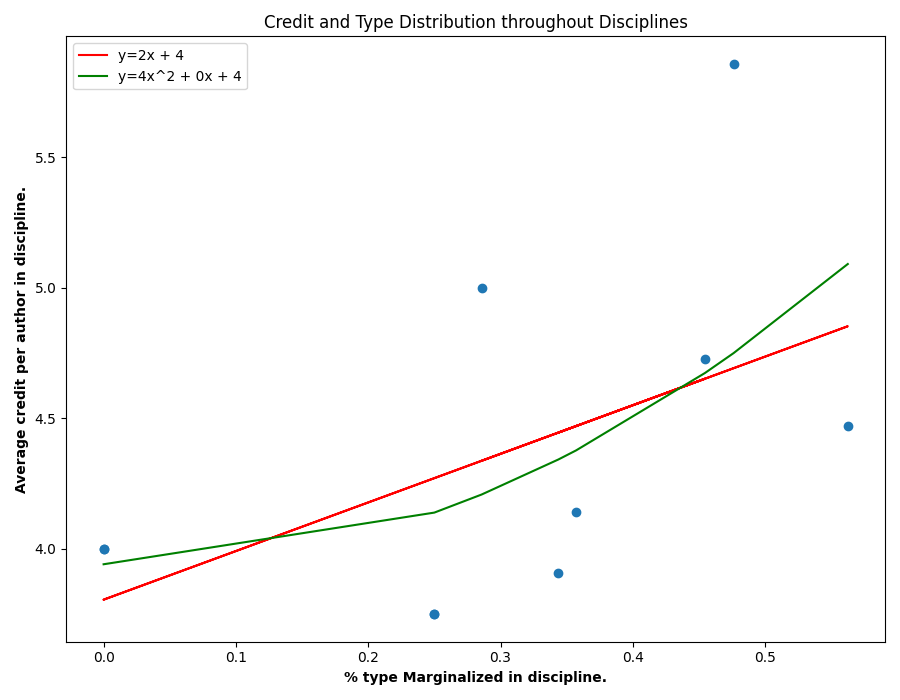 Credit and Type Distribution throughout Disciplines
y=2x + 4
y=4x^2 + 0x + 4
Average credit per author in discipline.
5.5
5.0
4.5
4.0
0.0 0.1 0.2 0.3 0.4 0.5
% type Marginalized in discipline.